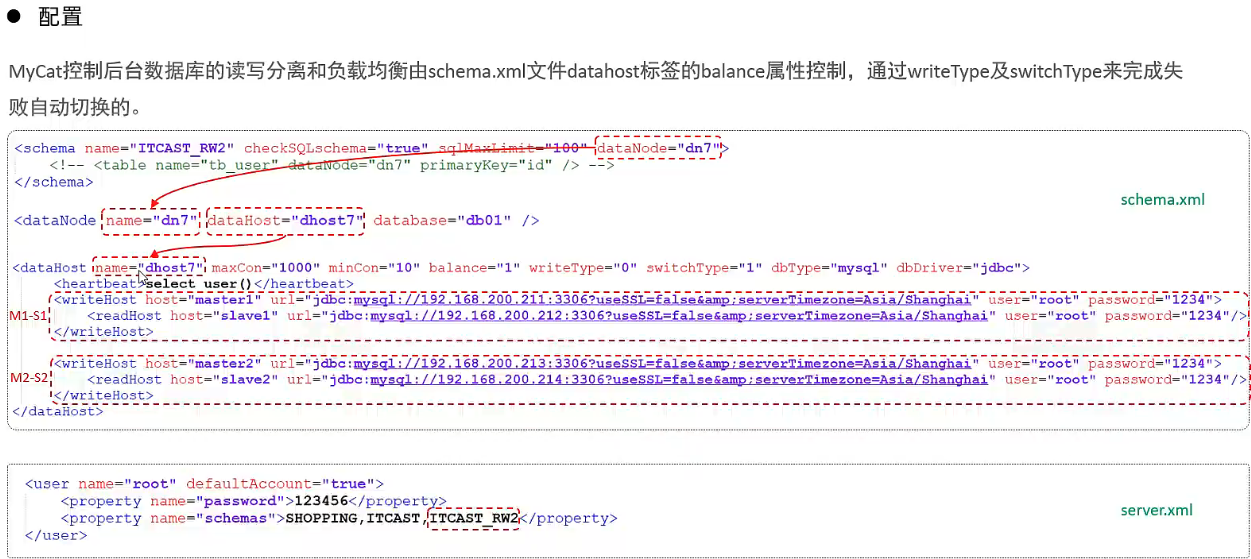 ● 配置
MyCat控制后台数据库的读写分离和负载均衡由schema.xml文件datahost标签的balance属性控制，通过writeType及switchType来完成失
败自动切换的。
<schema name="ITCAST_RW2" checkSQLschema="true" sqlMaxLimit="100" dataNode="dn7">
<!-- <table name="tb_user" dataNode="dn7" primaryKey="id" /> -->
</schema>
schema.xml
<dataNode name="dn7" dataHost="dhost7" database="db01" />
<dataHost name="dhost7" maxCon="1000" minCon="10" balance="1" writeType="0" switchType="1" dbType="mysql" dbDriver="jdbc">
<heartbeat>select user()</heartbeat>
<writeHost host="master1" url="jdbc:mysql://192.168.200.211:3306?useSSL=false&amp;serverTimezone=Asia/Shanghai" user="root" password="1234">
M1-S1 <readHost host="slave1" url="jdbc:mysql://192.168.200.212:3306?useSSL=false&amp;serverTimezone=Asia/Shanghai" user="root" password="1234"/>
</writeHost>
<writeHost host="master2" url="jdbc:mysql://192.168.200.213:3306?useSSL=false&amp;serverTimezone=Asia/Shanghai" user="root" password="1234">
M2-S2 <readHost host="slave2" url="jdbc:mysql://192.168.200.214:3306?useSSL=false&amp;serverTimezone=Asia/Shanghai" user="root" password="1234"/>
</writeHost>
</dataHost>
<user name="root" defaultAccount="true">
<property name="password">123456</property>
<property name="schemas">SHOPPING,ITCAST,ITCAST_RW2</property>
server.xml
</user>